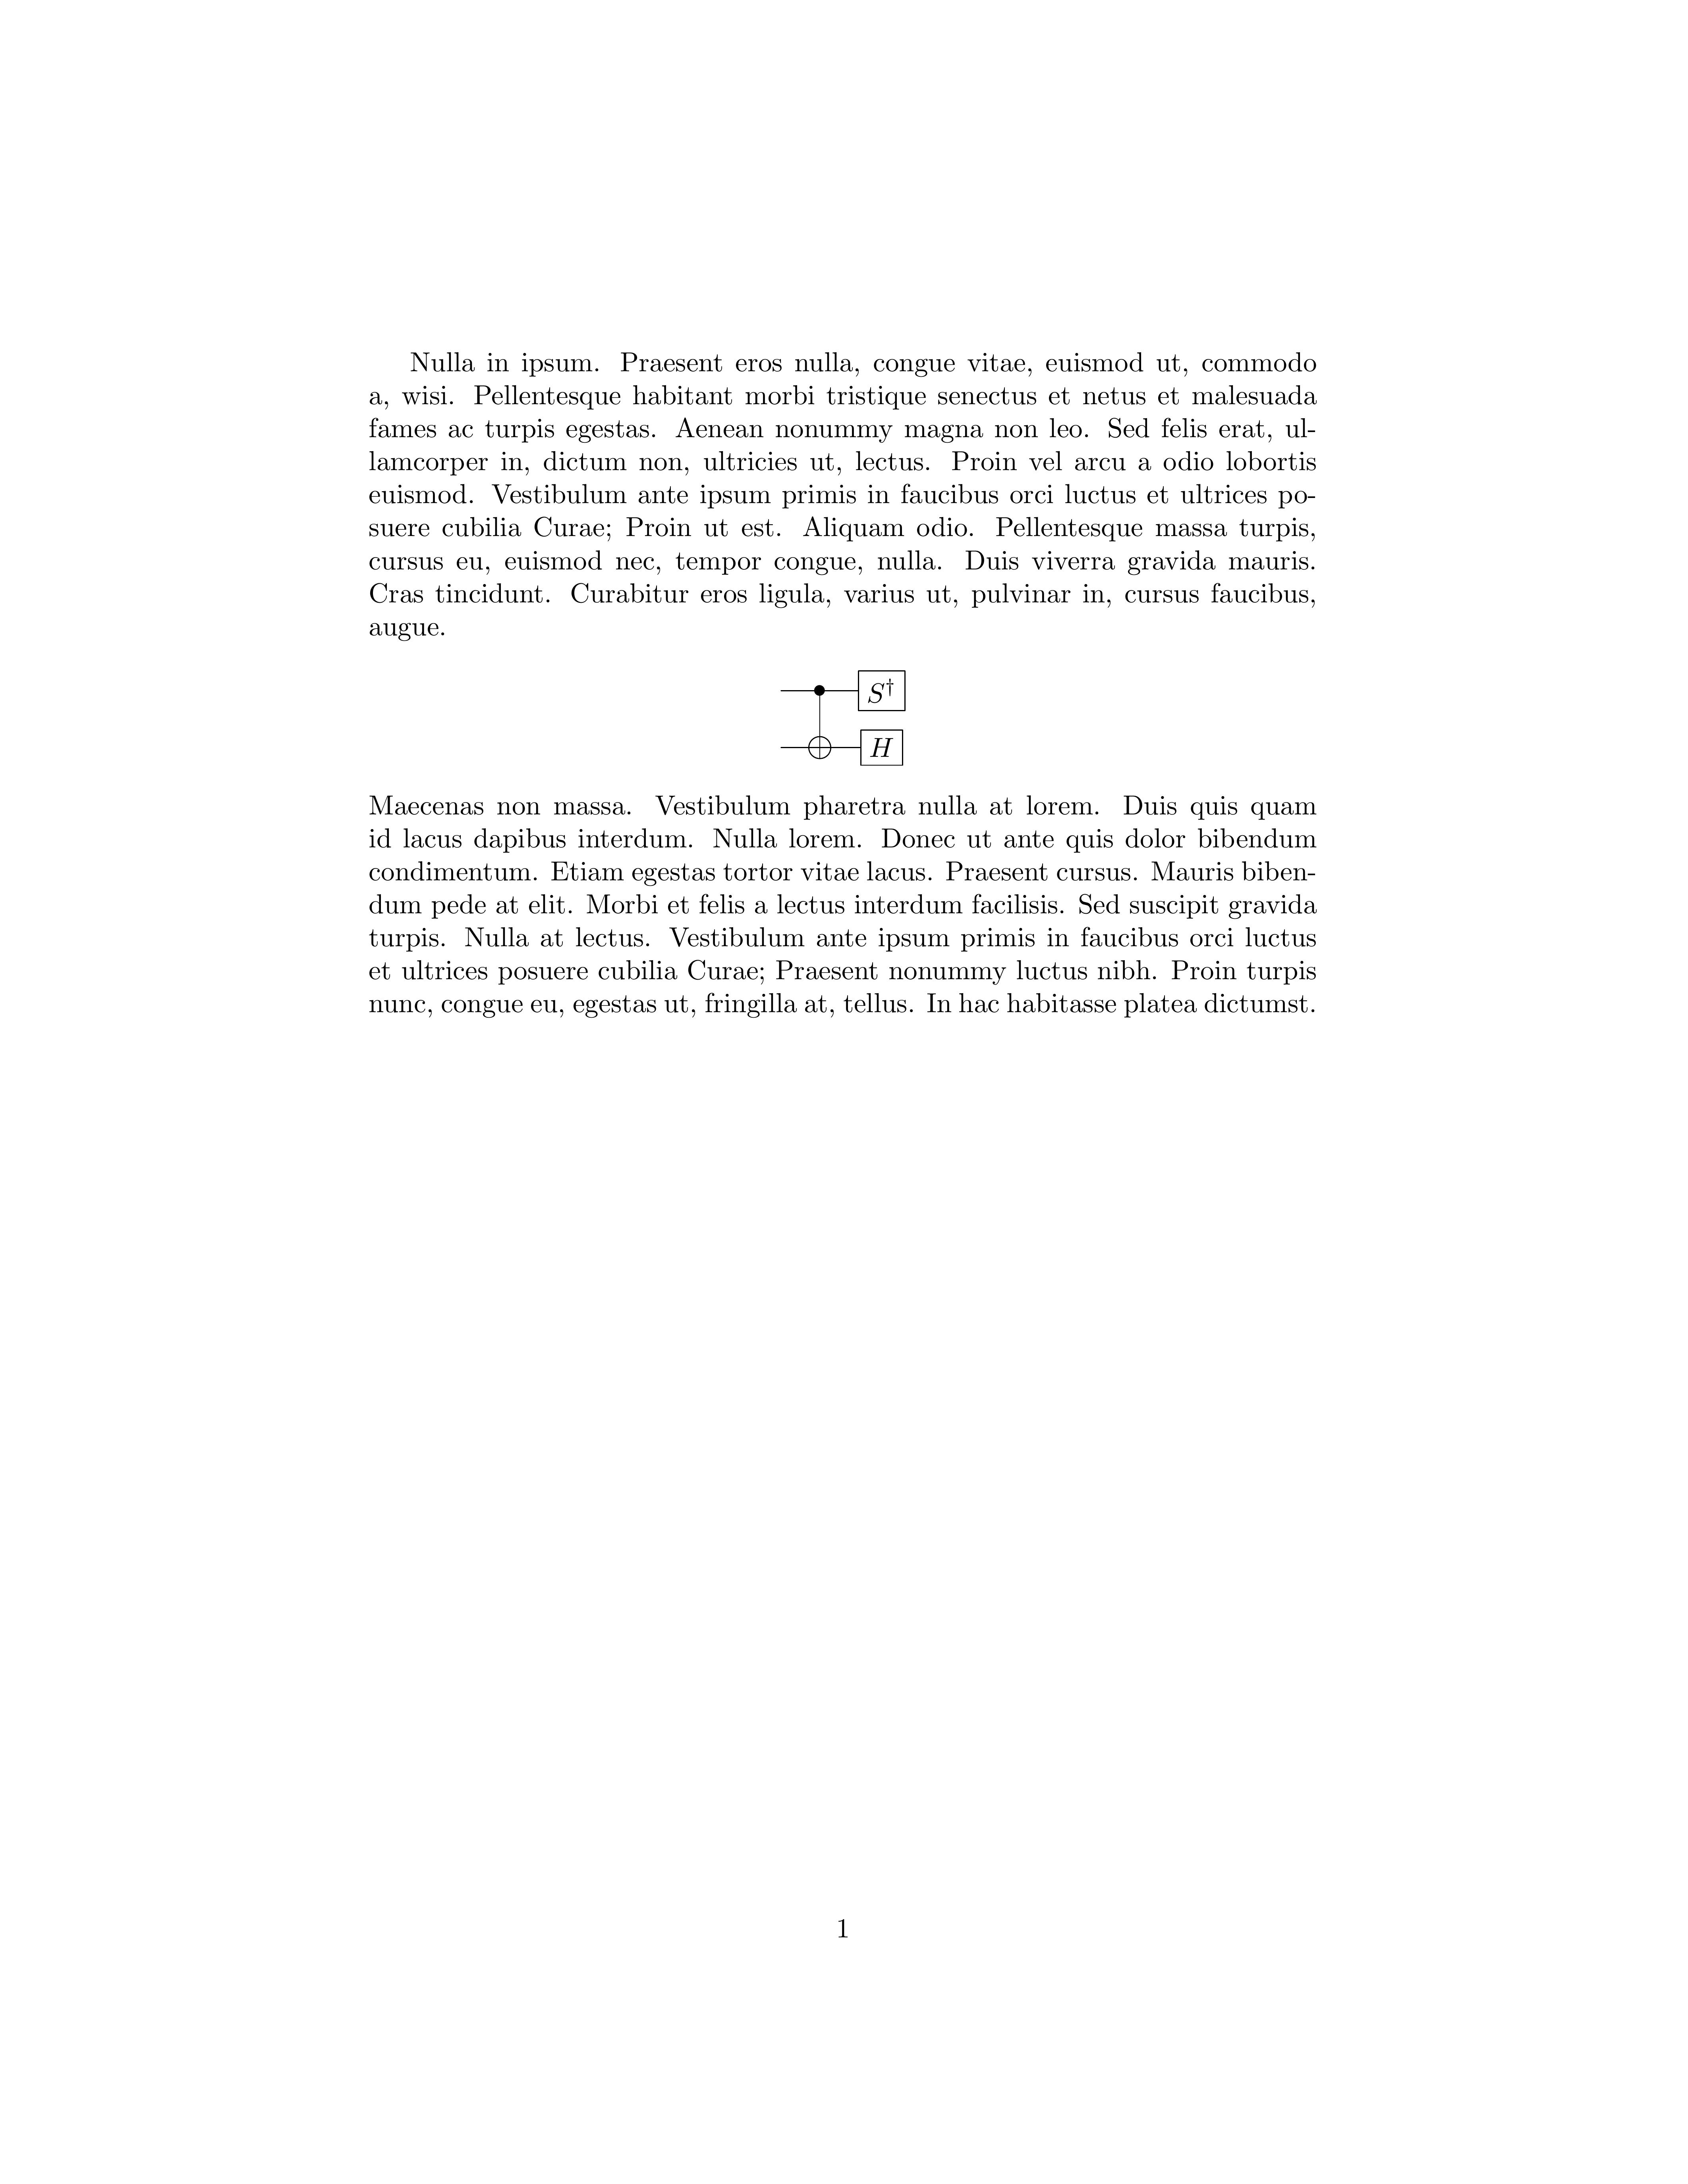 Nulla in ipsum. Praesent eros nulla, congue vitae, euismod ut, commodo
a, wisi. Pellentesque habitant morbi tristique senectus et netus et malesuada
fames ac turpis egestas. Aenean nonummy magna non leo. Sed felis erat, ul-
lamcorper in, dictum non, ultricies ut, lectus. Proin vel arcu a odio lobortis
euismod. Vestibulum ante ipsum primis in faucibus orci luctus et ultrices po-
suere cubilia Curae; Proin ut est. Aliquam odio. Pellentesque massa turpis,
cursus eu, euismod nec, tempor congue, nulla. Duis viverra gravida mauris.
Cras tincidunt. Curabitur eros ligula, varius ut, pulvinar in, cursus faucibus,
augue.
S†
H
Maecenas non massa. Vestibulum pharetra nulla at lorem. Duis quis quam
id lacus dapibus interdum. Nulla lorem. Donec ut ante quis dolor bibendum
condimentum. Etiam egestas tortor vitae lacus. Praesent cursus. Mauris biben-
dum pede at elit. Morbi et felis a lectus interdum facilisis. Sed suscipit gravida
turpis. Nulla at lectus. Vestibulum ante ipsum primis in faucibus orci luctus
et ultrices posuere cubilia Curae; Praesent nonummy luctus nibh. Proin turpis
nunc, congue eu, egestas ut, fringilla at, tellus. In hac habitasse platea dictumst.
1